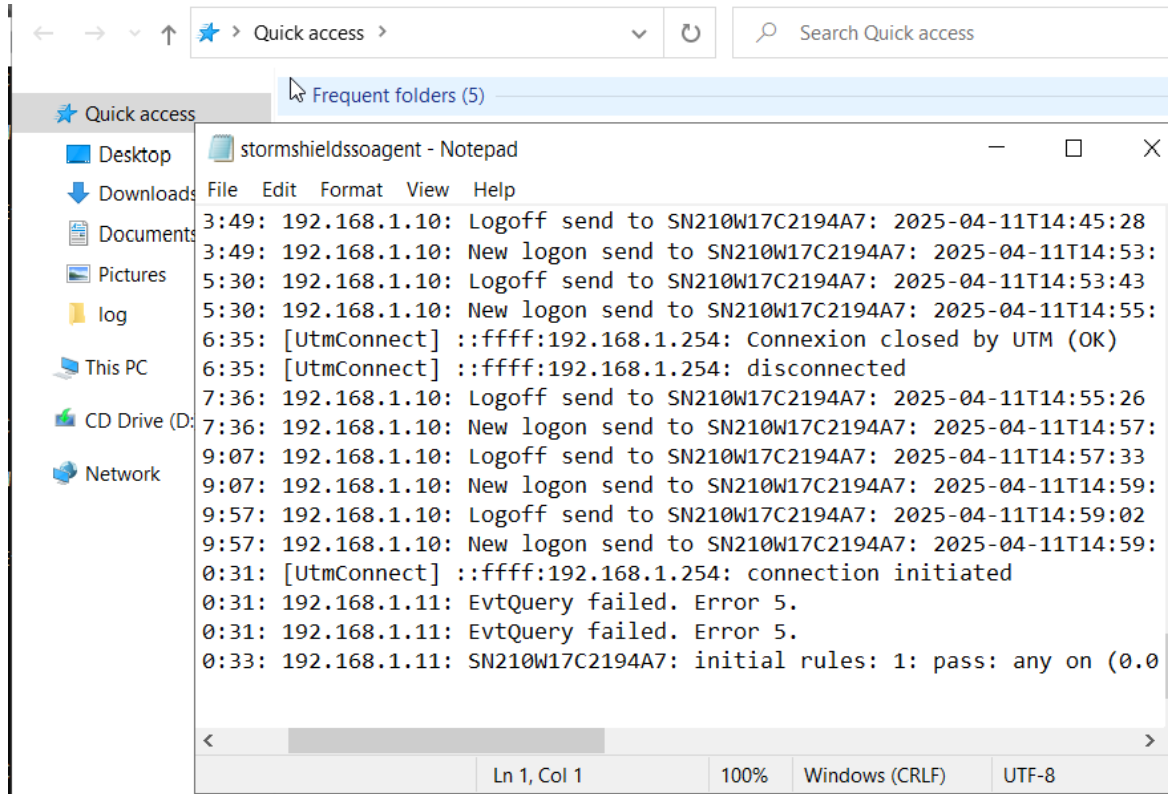 Quick access
Search Quick access
Frequent folders (5)
Quick access
Desktop
Downloads
Documents
Pictures
log
This PC
CD Drive (D:
Network
stormshieldssoagent - Notepad
File Edit Format View Help
3:49: 192.168.1.10: Logoff send to SN210W17C2194A7: 2025-04-11T14:45:28
3:49: 192.168.1.10: New logon send to SN210W17C2194A7: 2025-04-11T14:53:
5:30: 192.168.1.10: Logoff send to SN210W17C2194A7: 2025-04-11T14:53:43
5:30: 192.168.1.10: New logon send to SN210W17C2194A7: 2025-04-11T14:55:
6:35: [UtmConnect] ::ffff:192.168.1.254: Connexion closed by UTM (OK)
6:35: [UtmConnect] ::ffff:192.168.1.254: disconnected
7:36: 192.168.1.10: Logoff send to SN210W17C2194A7: 2025-04-11T14:55:26
7:36: 192.168.1.10: New logon send to SN210W17C2194A7: 2025-04-11T14:57:
9:07: 192.168.1.10: Logoff send to SN210W17C2194A7: 2025-04-11T14:57:33
9:07: 192.168.1.10: New logon send to SN210W17C2194A7: 2025-04-11T14:59:
9:57: 192.168.1.10: Logoff send to SN210W17C2194A7: 2025-04-11T14:59:02
9:57: 192.168.1.10: New logon send to SN210W17C2194A7: 2025-04-11T14:59:
0:31: [UtmConnect] ::ffff:192.168.1.254: connection initiated
0:31: 192.168.1.11: EvtQuery failed. Error 5.
0:31: 192.168.1.11: EvtQuery failed. Error 5.
0:33: 192.168.1.11: SN210W17C2194A7: initial rules: 1: pass: any on (0.0
Ln 1, Col 1
100%
Windows (CRLF)
UTF-8